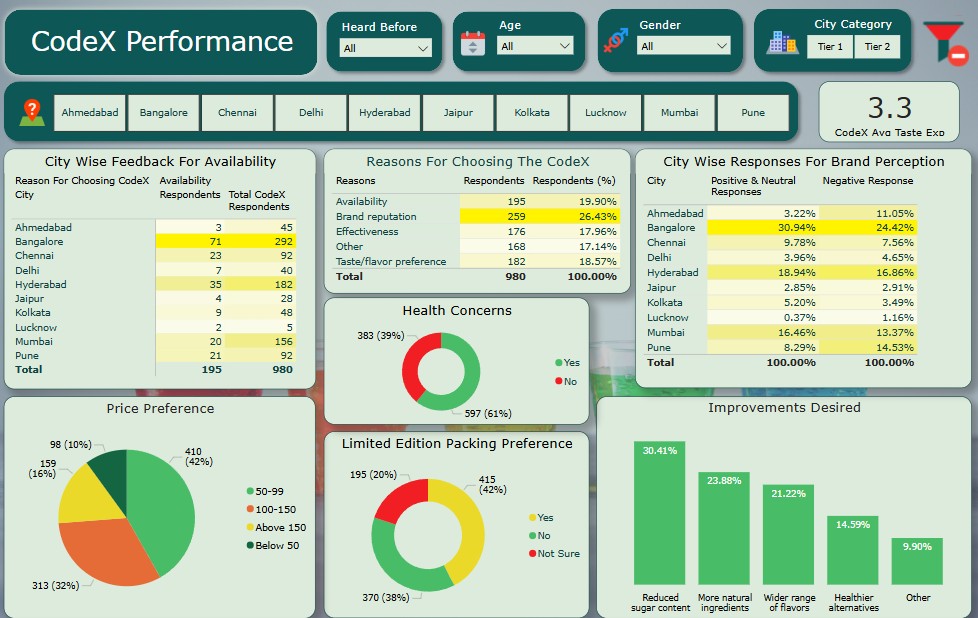 CodeX Performance
Heard Before
All
Age
All
Gender
All
City Category
Tier 1 Tier 2
Ahmedabad Bangalore Chennai Delhi Hyderabad Jaipur Kolkata Lucknow Mumbai Pune
3.3
CodeX Avg Taste Exp
City Wise Feedback For Availability
Reason For Choosing CodeX Availability
City Respondents Total CodeX
Respondents
Ahmedabad 3 45
Bangalore 71 292
Chennai 23 92
Delhi 7 40
Hyderabad 35 182
Jaipur 4 28
Kolkata 9 48
Lucknow 2 5
Mumbai 20 156
Pune 21 92
Total 195 980
Reasons For Choosing The CodeX
Reasons Respondents Respondents (%)
Availability 195 19.90%
Brand reputation 259 26.43%
Effectiveness 176 17.96%
Other 168 17.14%
Taste/flavor preference 182 18.57%
Total 980 100.00%
City Wise Responses For Brand Perception
City Positive & Neutral Negative Response
Responses
Ahmedabad 3.22% 11.05%
Bangalore 30.94% 24.42%
Chennai 9.78% 7.56%
Delhi 3.96% 4.65%
Hyderabad 18.94% 16.86%
Jaipur 2.85% 2.91%
Kolkata 5.20% 3.49%
Lucknow 0.37% 1.16%
Mumbai 16.46% 13.37%
Pune 8.29% 14.53%
Total 100.00% 100.00%
Health Concerns
383 (39%)
597 (61%)
Yes
No
Price Preference
98 (10%)
159
(16%)
410
(42%)
313 (32%)
50-99
100-150
Above 150
Below 50
Limited Edition Packing Preference
195 (20%)
415
(42%)
370 (38%)
Yes
No
Not Sure
Improvements Desired
30.41%
23.88%
21.22%
14.59%
9.90%
Reduced More natural Wider range Healthier Other
sugar content ingredients of flavors alternatives